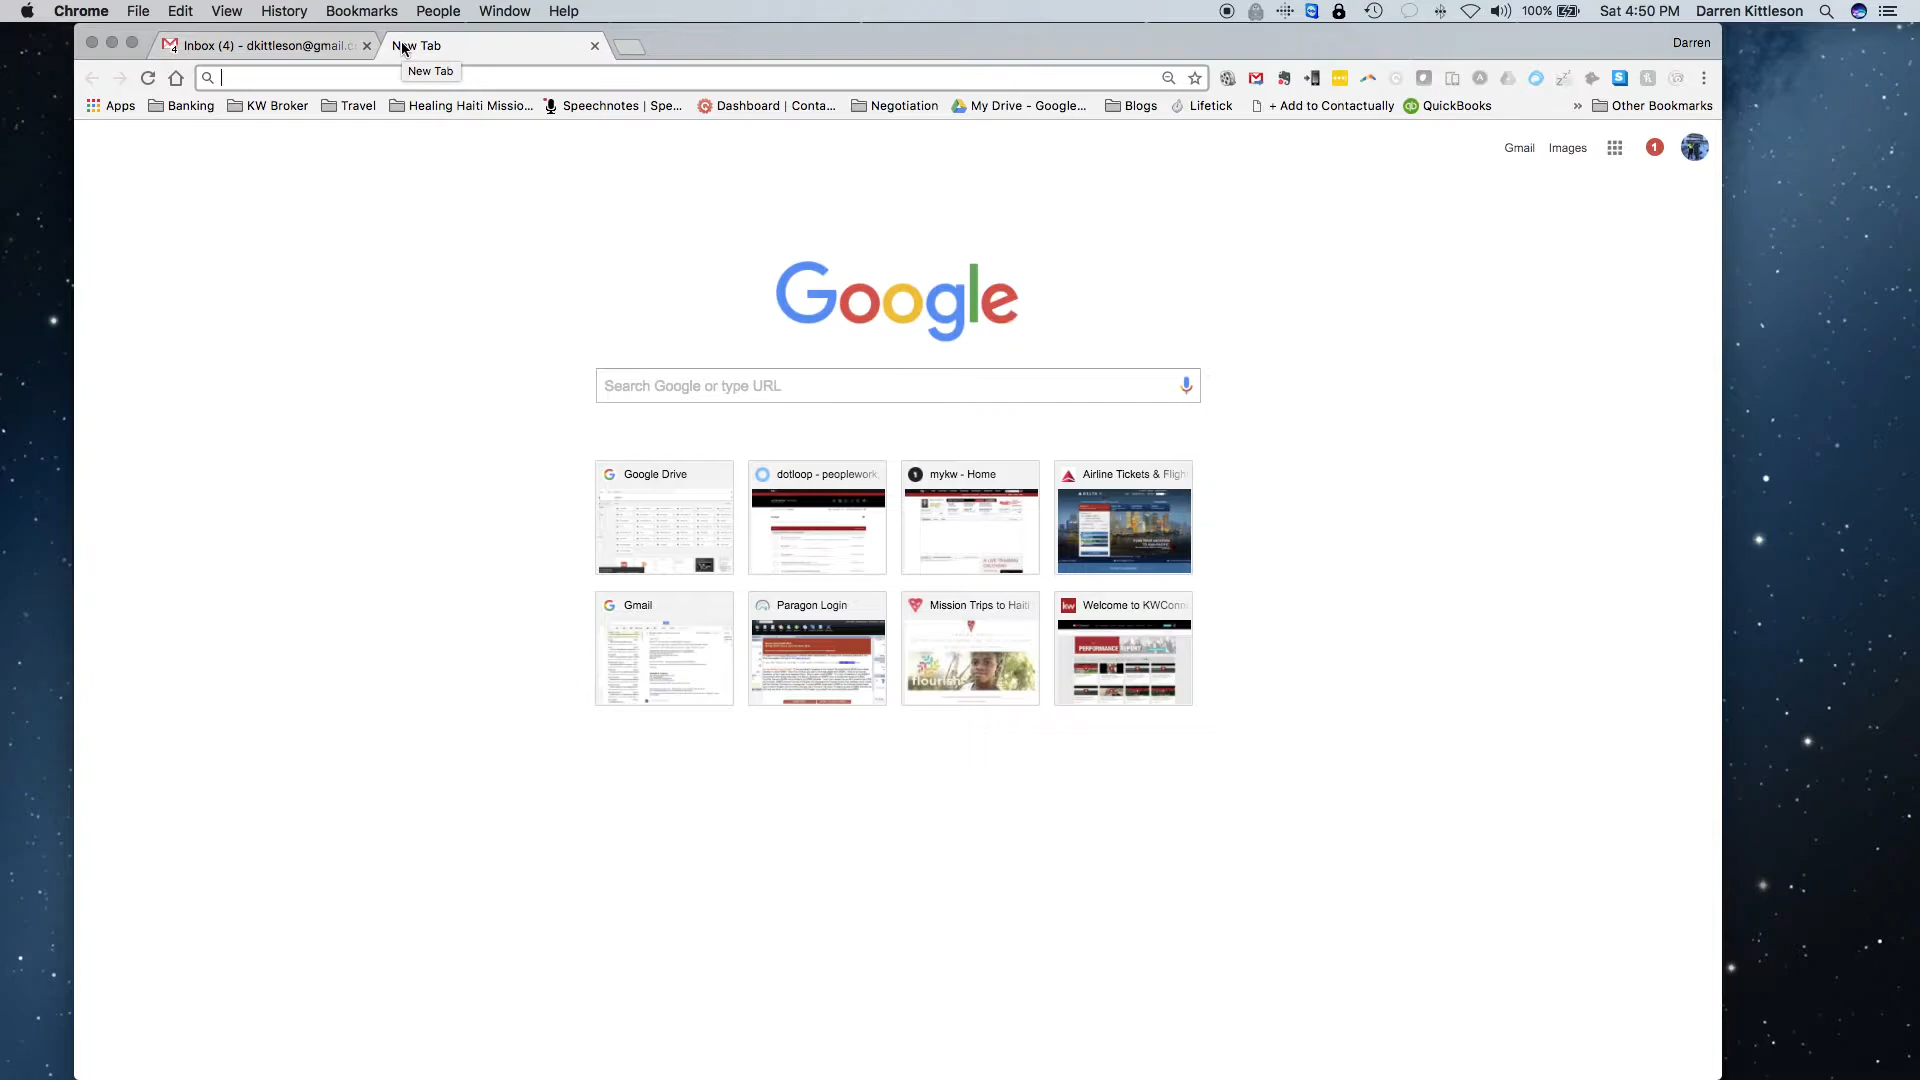 Chrome File Edit View History Bookmarks People Window Help 100% Sat 4:50 PM Darren Kittleson
Inbox (4) - dkittleson@gmail.c New Tab Darren
New Tab
Apps Banking KW Broker Travel Healing Haiti Missio... Speechnotes | Spe... Dashboard | Conta... Negotiation My Drive - Google... Blogs Lifetick + Add to Contactually QuickBooks » Other Bookmarks
Gmail Images 1
Google
Search Google or type URL
Google Drive dotloop - peoplework mykw - Home Airline Tickets & Fligh
Gmail Paragon Login Mission Trips to Haiti Welcome to KWConn
PERFORMANCE REPORT
flourish